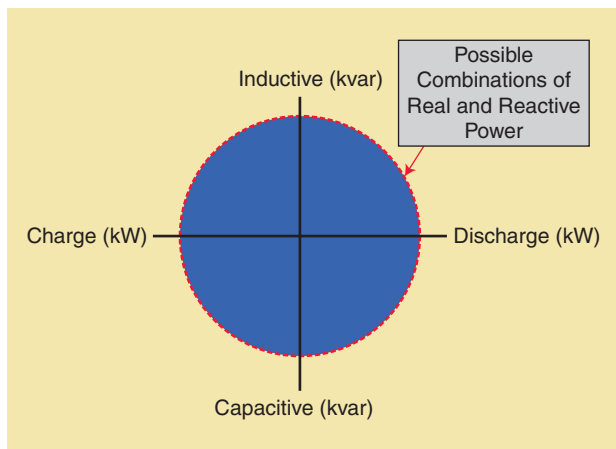 Possible
Combinations of
Real and Reactive
Power
Inductive (kvar)
Charge (kW)
Discharge (kW)
Capacitive (kvar)